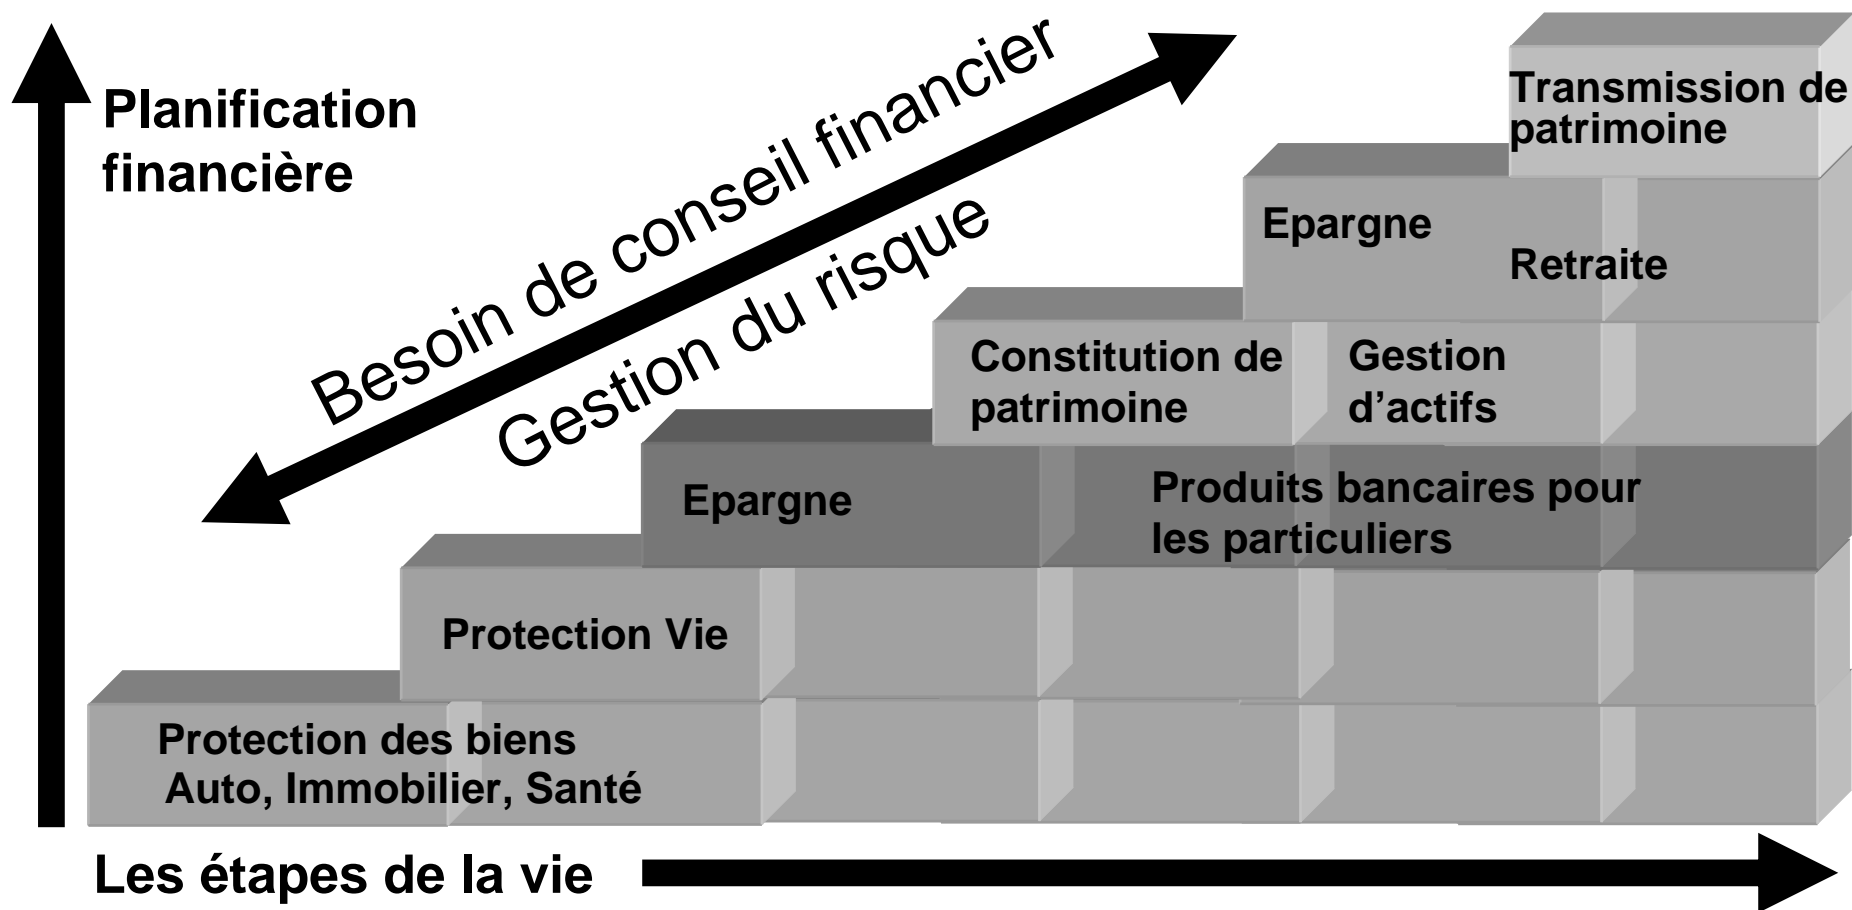 Planification
financière
Besoin de conseil financier
Gestion du risque
Transmission de
patrimoine
Epargne
Retraite
Constitution de
patrimoine
Gestion
d’actifs
Epargne
Produits bancaires pour
les particuliers
Protection Vie
Protection des biens
Auto, Immobilier, Santé
Les étapes de la vie